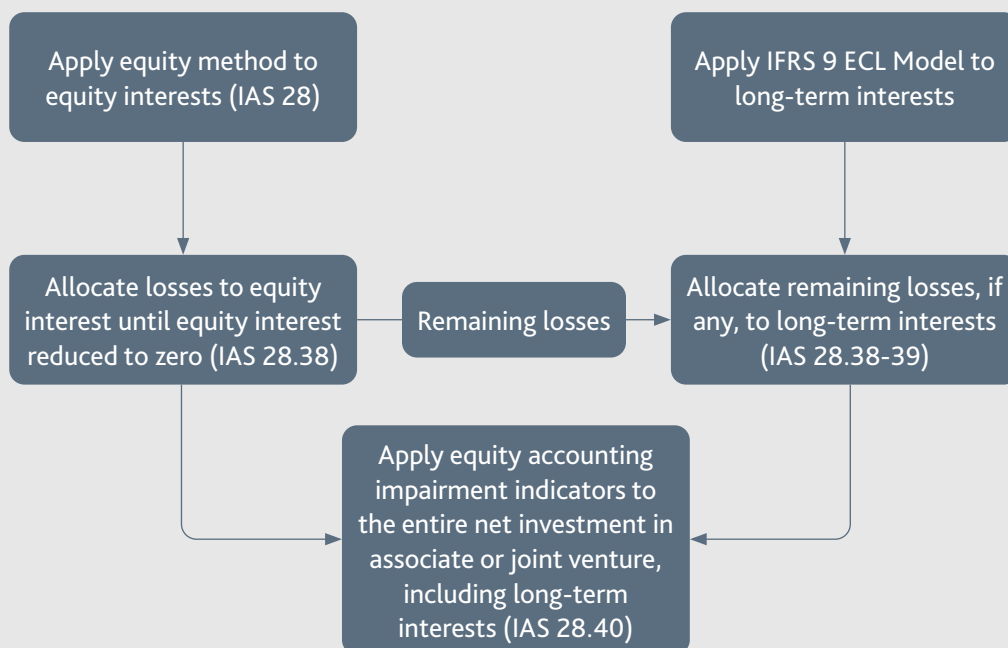 Apply equity method to
equity interests (IAS 28)
Apply IFRS 9 ECL Model to
long-term interests
Allocate losses to equity
interest until equity interest
reduced to zero (IAS 28.38)
Remaining losses
Allocate remaining losses, if
any, to long-term interests
(IAS 28.38-39)
Apply equity accounting
impairment indicators to
the entire net investment in
associate or joint venture,
including long-term
interests (IAS 28.40)